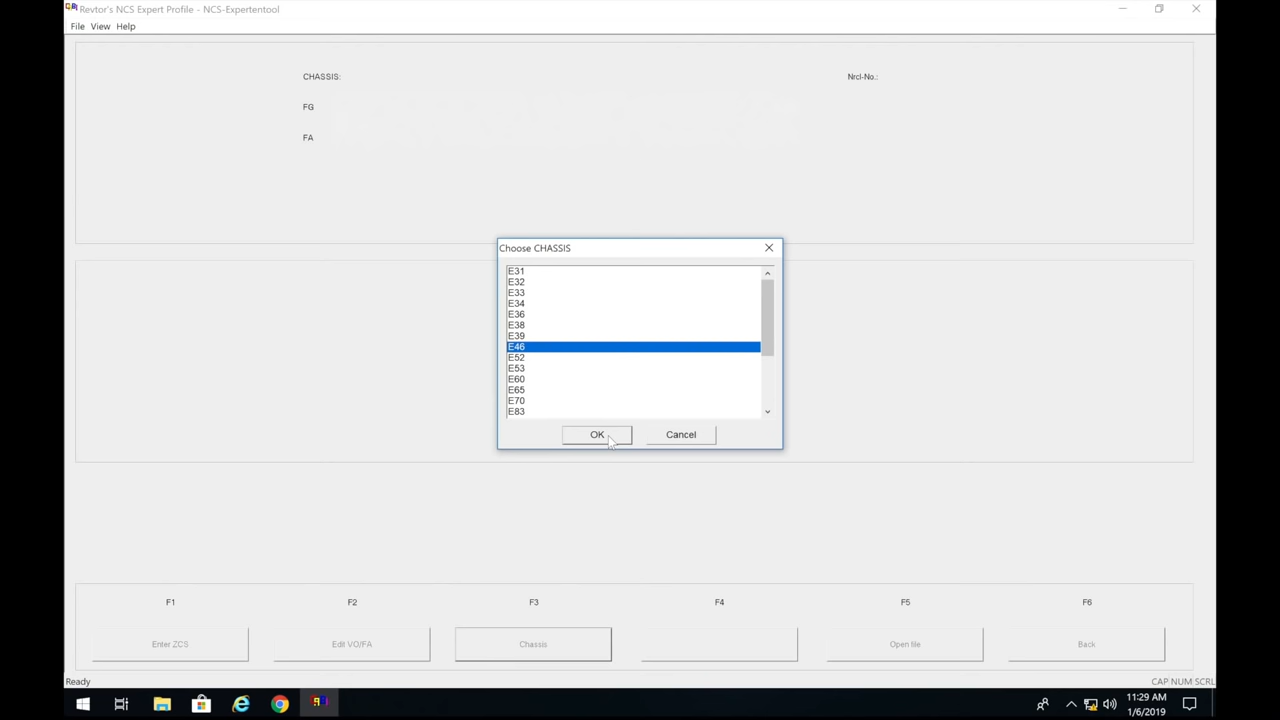 Revtor's NCS Expert Profile - NCS-Expertentool
File View Help
CHASSIS:
Nrcl-No.:
FG
FA
Choose CHASSIS
E31
E32
E33
E34
E36
E38
E39
E46
E52
E53
E60
E65
E70
E83
OK Cancel
F1 F2 F3 F4 F5 F6
Enter ZCS Edit VO/FA Chassis Open file Back
Ready
CAP NUM SCRL
11:29 AM
1/6/2019